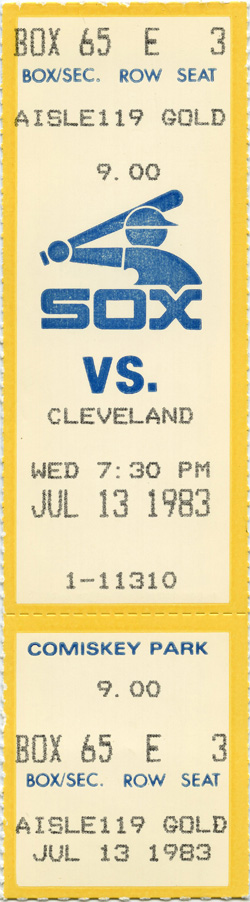 BOX 65 E 3
BOX/SEC. ROW SEAT
AISLE119 GOLD
9.00
SOX
VS.
CLEVELAND
WED 7:30 PM
JUL 13 1983
1-11310
COMISKEY PARK
9.00
BOX 65 E 3
BOX/SEC. ROW SEAT
AISLE119 GOLD
JUL 13 1983